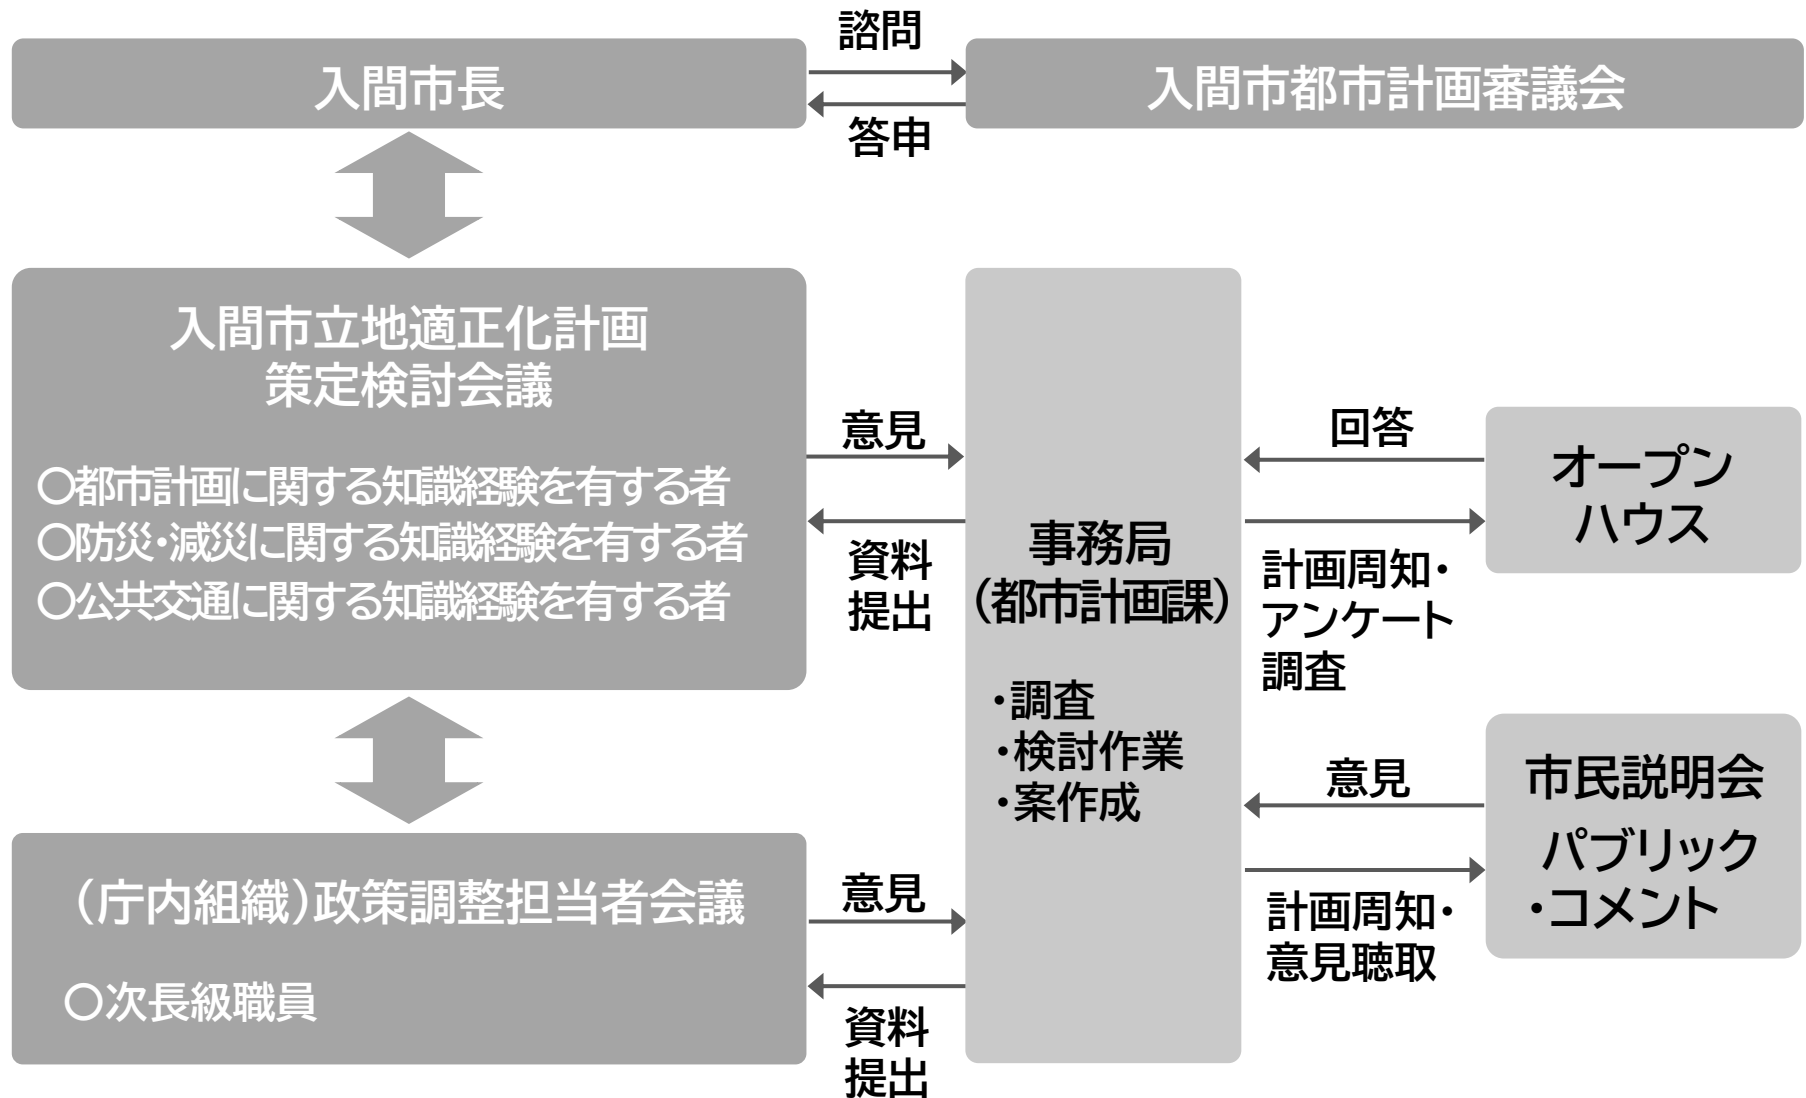 諮問
入間市長
入間市都市計画審議会
答申
入間市立地適正化計画
策定検討会議
〇都市計画に関する知識経験を有する者
〇防災・減災に関する知識経験を有する者
〇公共交通に関する知識経験を有する者
意見
資料
提出
事務局
（都市計画課）
・調査
・検討作業
・案作成
回答
オープン
ハウス
計画周知・
アンケート
調査
意見
市民説明会
パブリック
・コメント
計画周知・
意見聴取
（庁内組織）政策調整担当者会議
〇次長級職員
意見
資料
提出